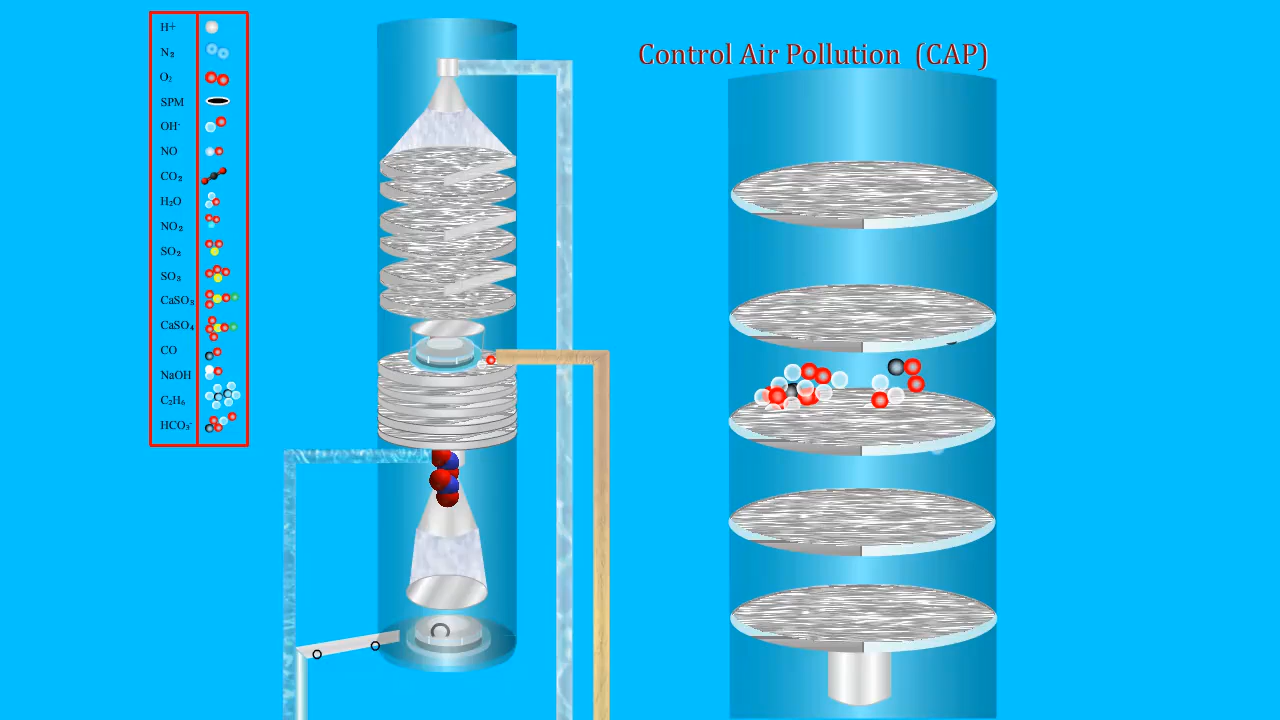 Control Air Pollution (CAP)
H+
N₂
O₂
SPM
OH⁻
NO
CO₂
H₂O
NO₂
SO₂
SO₃
CaSO₃
CaSO₄
CO
NaOH
C₂H₆
HCO₃⁻